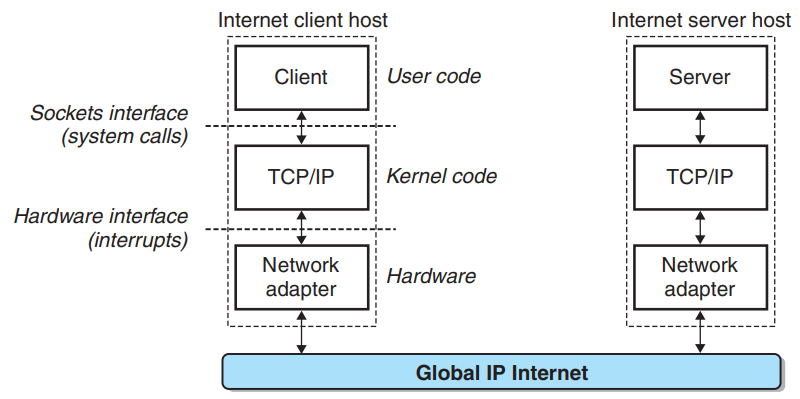 Internet client host
Internet server host
Client
User code
Server
Sockets interface
(system calls)
TCP/IP
Kernel code
TCP/IP
Hardware interface
(interrupts)
Network
adapter
Hardware
Network
adapter
Global IP Internet